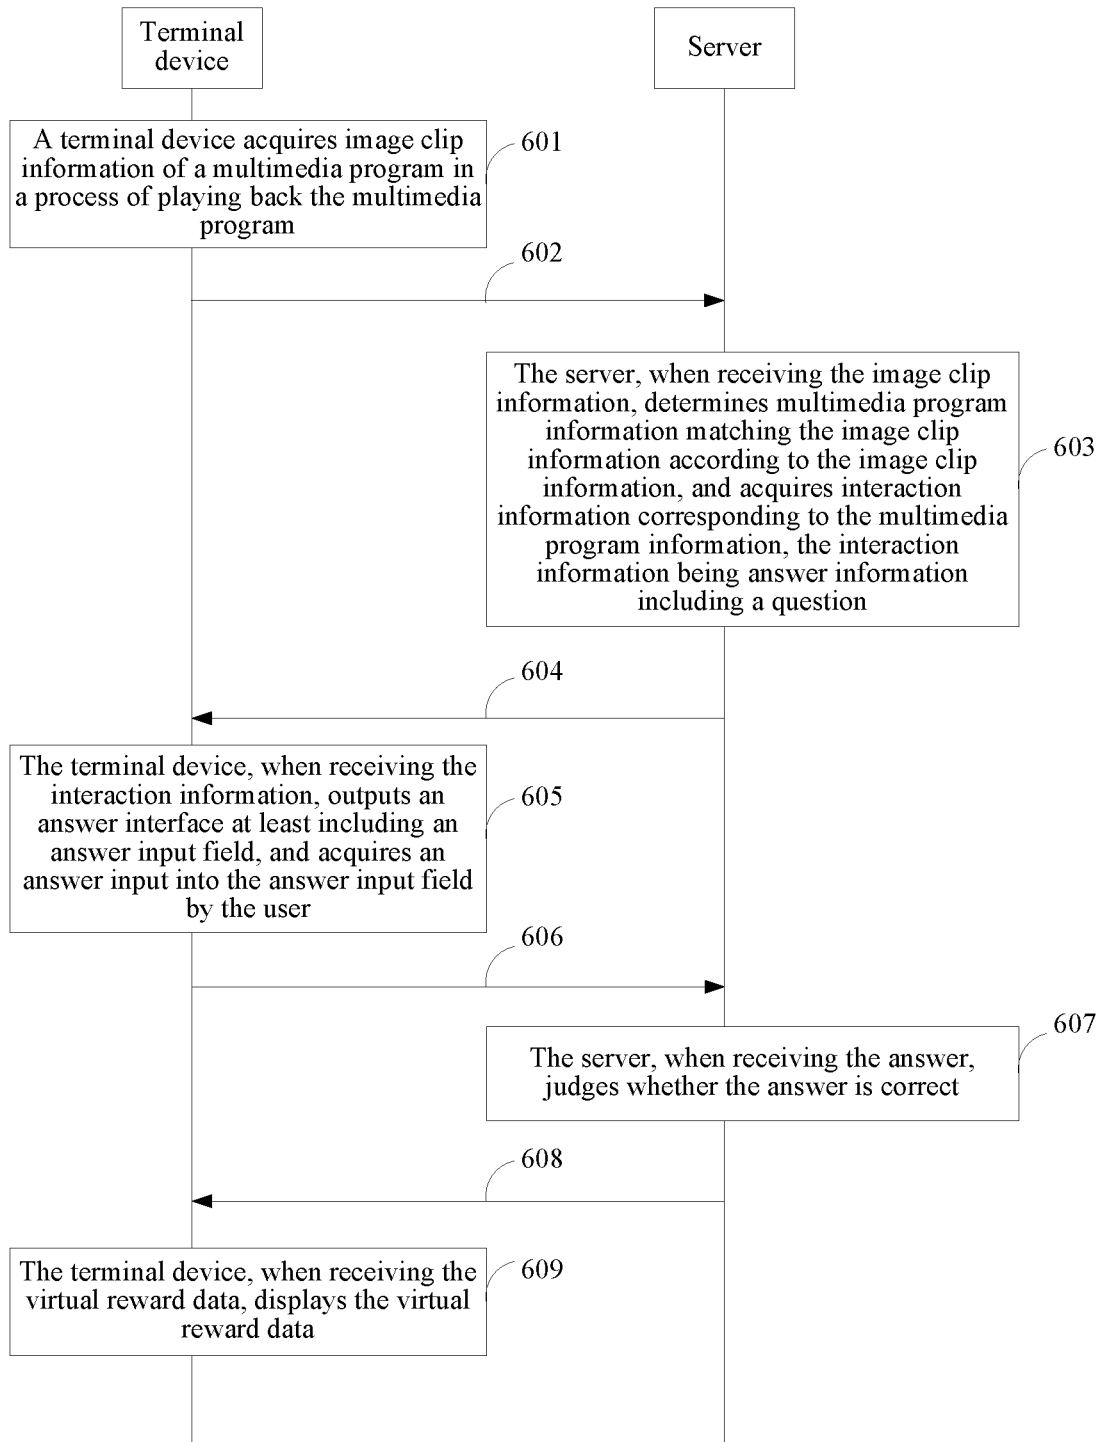 Terminal
device
Server
A terminal device acquires image clip
information of a multimedia program in
a process of playing back the multimedia
program
601
602
The server, when receiving the image clip
information, determines multimedia program
information matching the image clip
information according to the image clip
information, and acquires interaction
information corresponding to the multimedia
program information, the interaction
information being answer information
including a question
603
604
The terminal device, when receiving the
interaction information, outputs an
answer interface at least including an
answer input field, and acquires an
answer input into the answer input field
by the user
605
606
The server, when receiving the answer,
judges whether the answer is correct
607
608
The terminal device, when receiving the
virtual reward data, displays the virtual
reward data
609